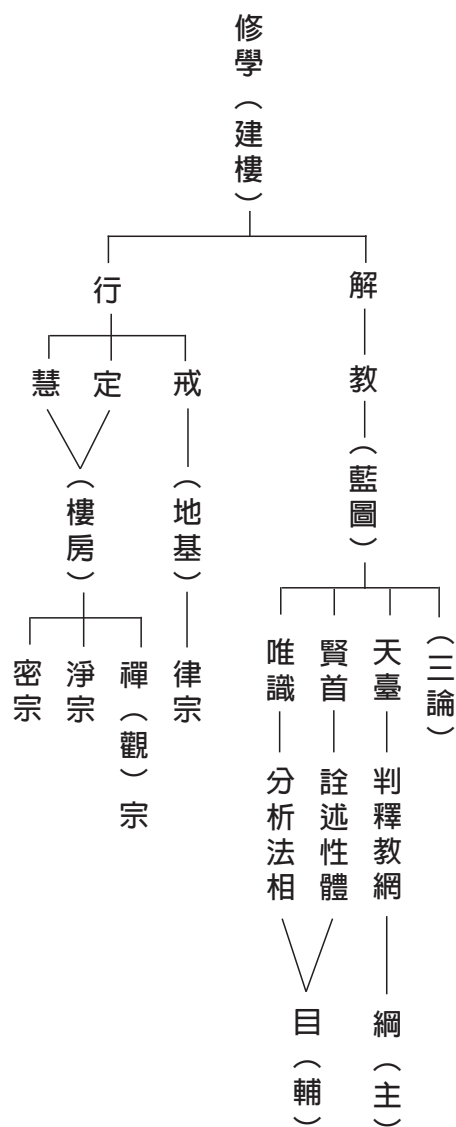 修學（建樓）
解
教
（藍圖）
（三論）
天臺
判釋教網
綱（主）
賢首
詮述性體
唯識
分析法相
目（輔）
行
戒
（地基）
律宗
定
慧
（樓房）
禪（觀）宗
淨宗
密宗